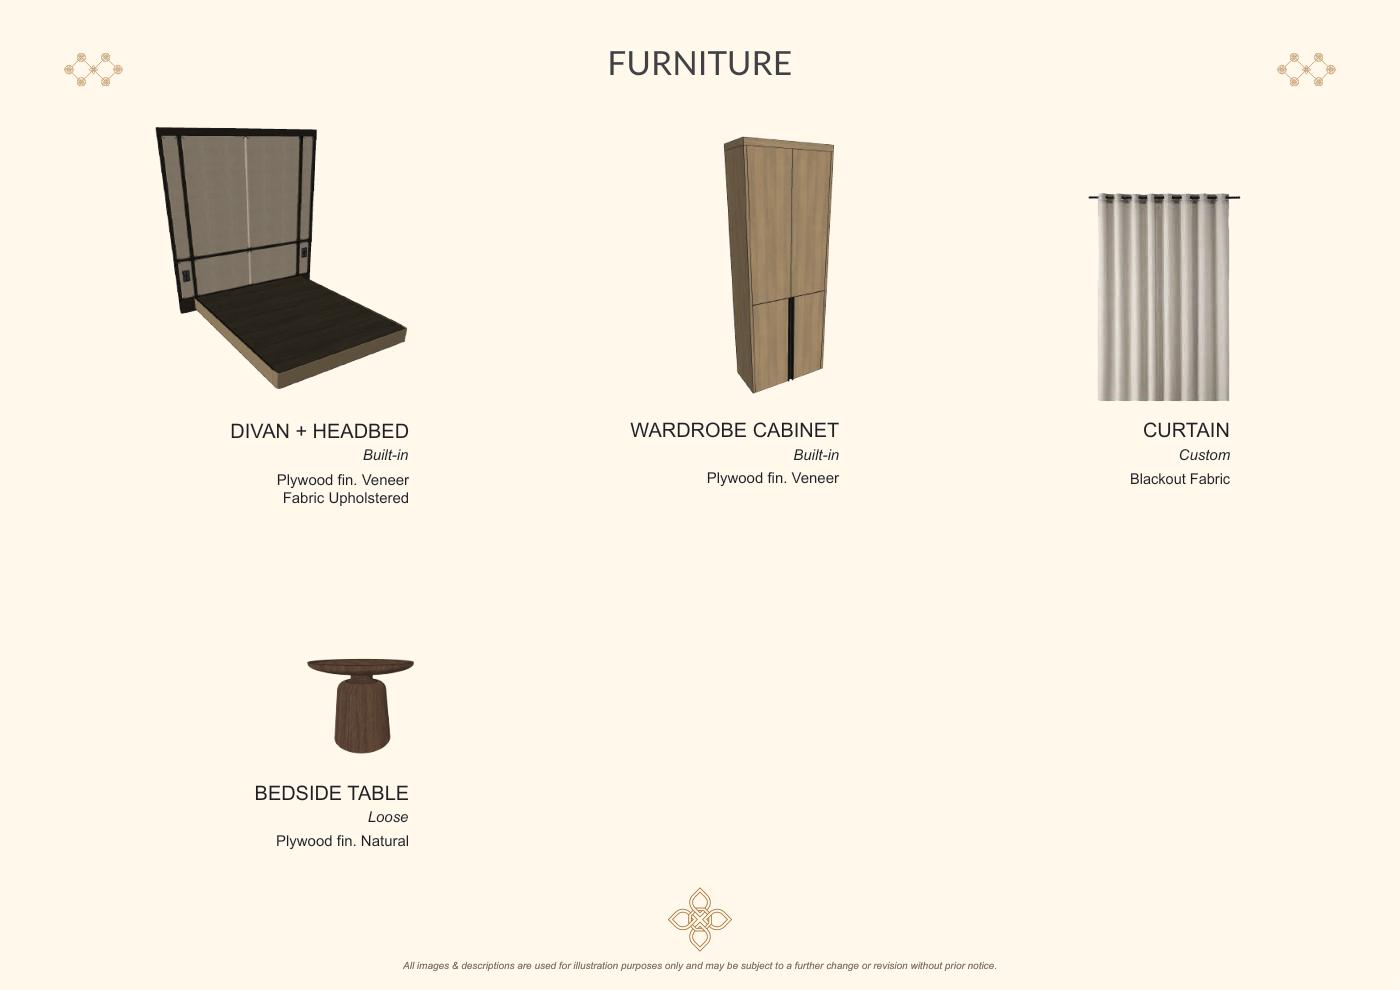 FURNITURE
DIVAN + HEADBED
Built-in
Plywood fin. Veneer
Fabric Upholstered
WARDROBE CABINET
Built-in
Plywood fin. Veneer
CURTAIN
Custom
Blackout Fabric
BEDSIDE TABLE
Loose
Plywood fin. Natural
All images & descriptions are used for illustration purposes only and may be subject to a further change or revision without prior notice.